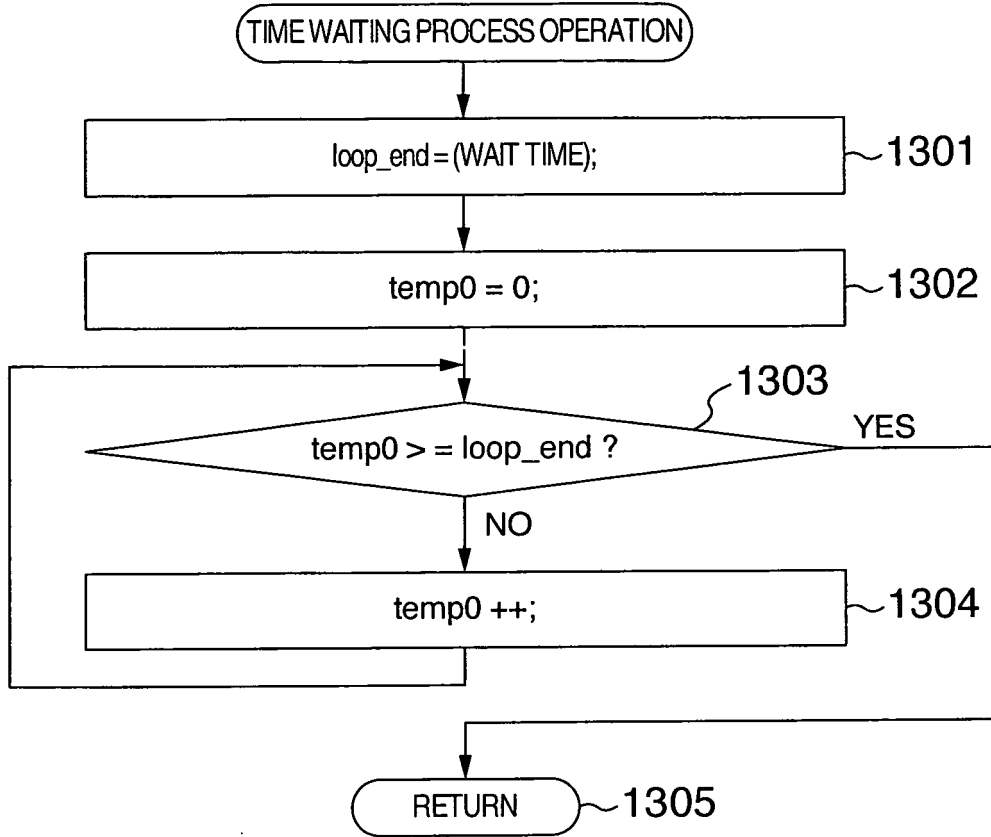 TIME WAITING PROCESS OPERATION
loop_end = (WAIT TIME);
1301
temp0 = 0;
1302
1303
temp0 > = loop_end ?
YES
NO
temp0 ++;
1304
RETURN
1305